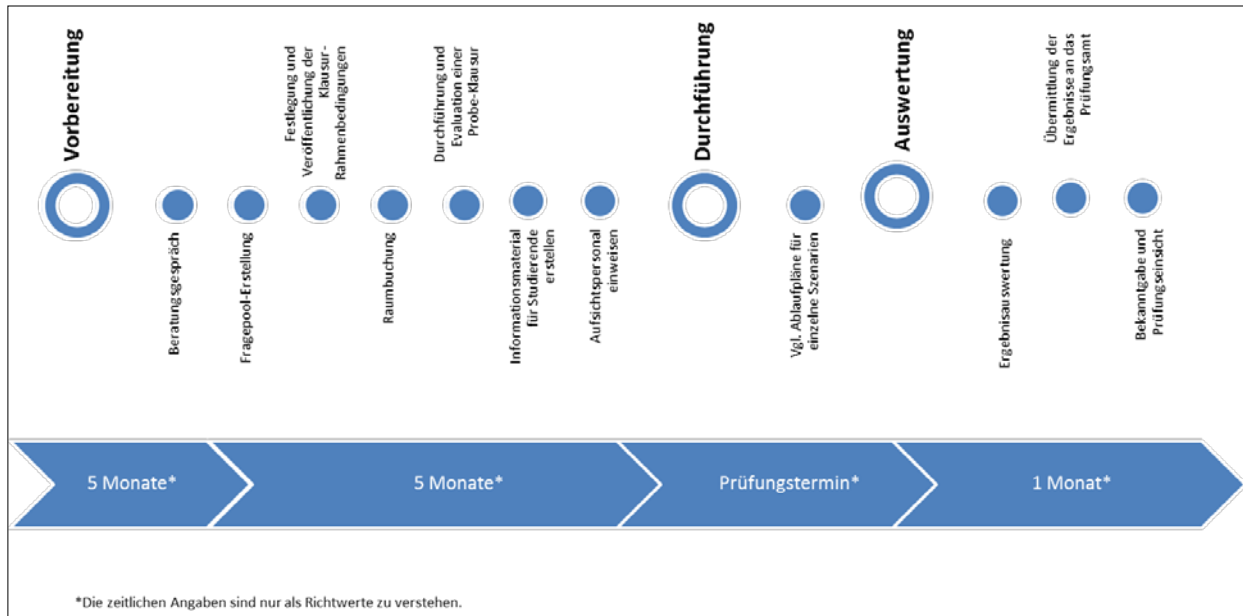 Vorbereitung
Beratungsgespräch
Fragepool-Erstellung
Festlegung und
Veröffentlichung der
Klausur-
Rahmenbedingungen
Raumbuchung
Durchführung und
Evaluation einer
Probe-Klausur
Informationsmaterial
für Studierende
erstellen
Aufsichtspersonal
einweisen
Durchführung
Vgl. Ablaufpläne für
einzelne Szenarien
Auswertung
Ergebnisauswertung
Übermittlung der
Ergebnisse an das
Prüfungsamt
Bekanntgabe und
Prüfungseinsicht
5 Monate*
5 Monate*
Prüfungstermin*
1 Monat*
*Die zeitlichen Angaben sind nur als Richtwerte zu verstehen.